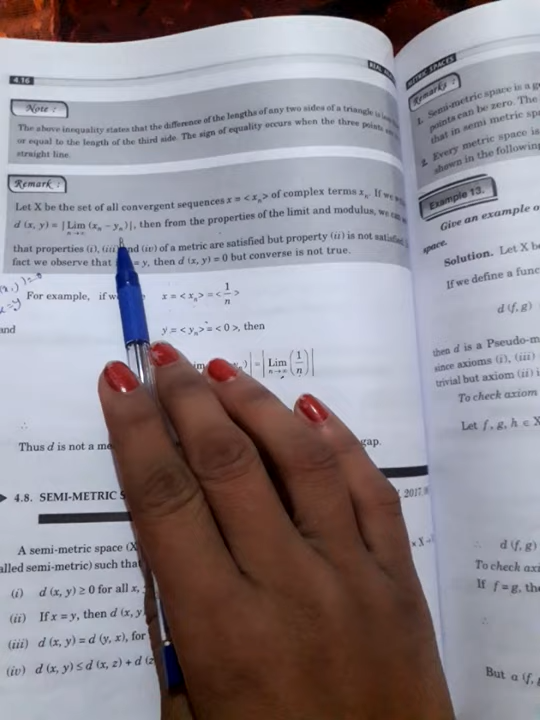 4.16
REAL
Note :
The above inequality states that the difference of the lengths of any two sides of a triangle is
or equal to the length of the third side. The sign of equality occurs when the three points
straight line.
Remark :
Let X be the set of all convergent sequences x = < xₙ > of complex terms xₙ. If we
d (x, y) = | Lim n→∞ (xₙ – yₙ) |, then from the properties of the limit and modulus, we can
that properties (i), (iii) and (iv) of a metric are satisfied but property (ii) is not satisfied
fact we observe that = y, then d (x, y) = 0 but converse is not true.
For example, if x = < xₙ > = < 1/n >
and y = < yₙ > = < 0 >, then
| = | Lim n→∞ (1/n) |
∴
Thus d is not a me gap.
4.8. SEMI-METRIC S , 2017,
A semi-metric space (X × X →
alled semi-metric) such that
(i) d (x, y) ≥ 0 for all x,
(ii) If x = y, then d (x, y
(iii) d (x, y) = d (y, x), for
(iv) d (x, y) ≤ d (x, z) + d (z
METRIC SPACES
Remarks :
1. Semi-metric space is a g
points can be zero. The
that in semi metric sp
2. Every metric space is
shown in the following
Example 13.
Give an example o
space.
Solution. Let X be
If we define a func
d (f, g)
then d is a Pseudo-m
since axioms (i), (iii)
trivial but axiom (ii) i
To check axiom
Let f, g, h ∈ X
∴ d (f, g)
To check axi
If f = g, the
∴
But